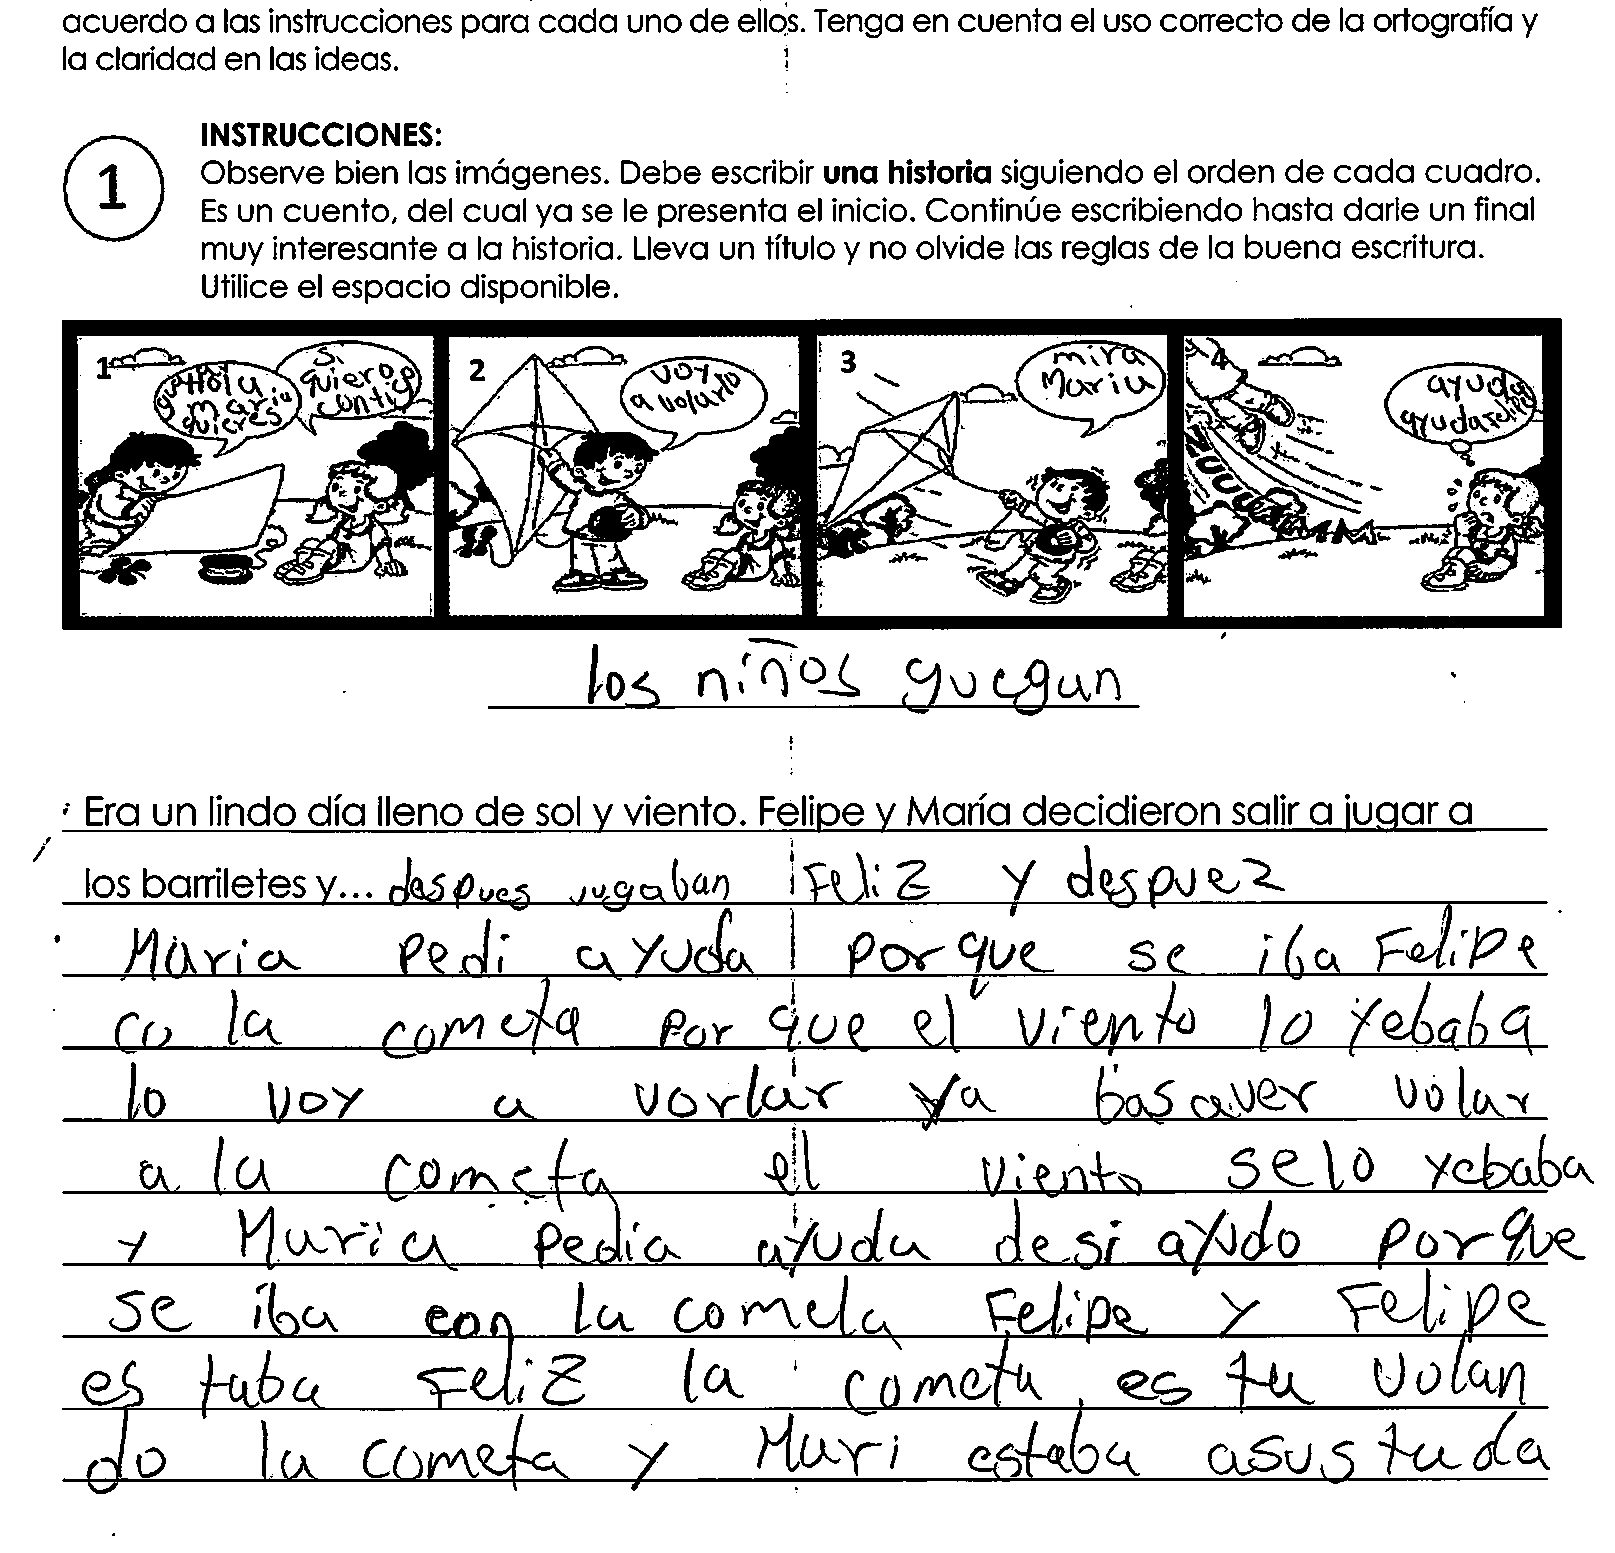 acuerdo a las instrucciones para cada uno de ellos. Tenga en cuenta el uso correcto de la ortografía y
la claridad en las ideas.
INSTRUCCIONES:
1
Observe bien las imágenes. Debe escribir una historia siguiendo el orden de cada cuadro.
Es un cuento, del cual ya se le presenta el inicio. Continúe escribiendo hasta darle un final
muy interesante a la historia. Lleva un título y no olvide las reglas de la buena escritura.
Utilice el espacio disponible.
1
Hola
maria
quieres
si
quiero
contigo
2
voy
a volarlo
3
mira
Maria
4
ayuda
ayuda
los niños guegan
Era un lindo día lleno de sol y viento. Felipe y María decidieron salir a jugar a
los barriletes y... despues jugaban Feliz y despuez
Maria pedi ayuda porque se iba Felipe
co la cometa por que el viento lo yebaba
lo voy a vorlar ya bas aver volar
a la cometa el viento selo yebaba
y Maria pedia ayuda desi ayudo porque
se iba con la cometa Felipe y Felipe
es taba Feliz la cometa es ta volan
do la cometa y Mari estaba asustada